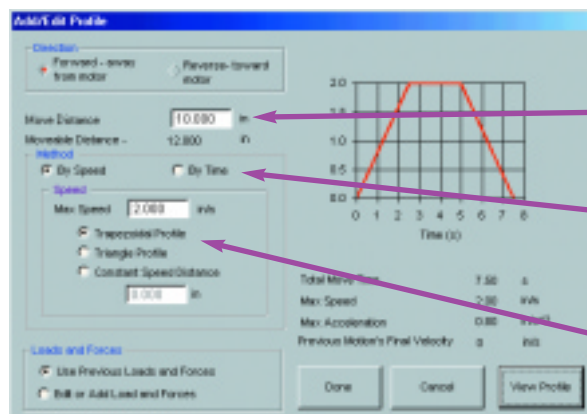 Add/Edit Profile
Direction
Forward - away from motor
Reverse - toward motor
Move Distance 10.000 in
Moveable Distance - 12.000 in
Method
By Speed By Time
Speed
Max Speed 2.000 in/s
Trapezoidal Profile
Triangle Profile
Constant Speed Distance
0.000 in
Loads and Forces
Use Previous Loads and Forces
Edit or Add Load and Forces
2.0
1.5
1.0
0.5
0.0
0 1 2 3 4 5 6 7 8
Time (s)
Total Move Time 7.50 s
Max Speed 2.00 in/s
Max Acceleration 0.80
Previous Motion's Final Velocity 0 in/s
Done Cancel View Profile